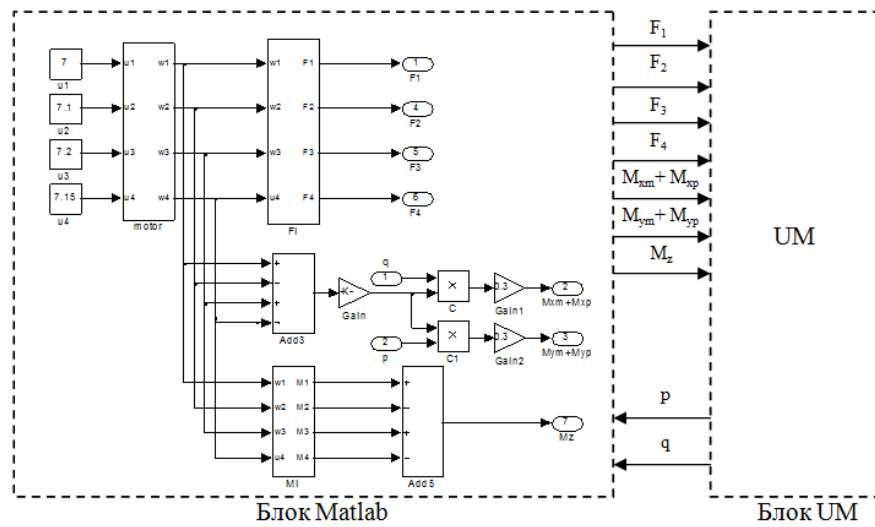 7
u1
7.1
u2
7.2
u3
7.15
u4
u1 w1
u2 w2
u3 w3
u4 w4
motor
w1 F1
w2 F2
w3 F3
u4 F4
FI
1
F1
4
F2
5
F3
6
F4
+
−
+
−
Add3
-K-
Gain
q
1
2
p
×
C
×
C1
0.3
Gain1
0.3
Gain2
2
Mxm+Mxp
3
Mym+Myp
w1 M1
w2 M2
w3 M3
u4 M4
MI
+
−
+
−
Add5
7
Mz
F1
F2
F3
F4
Mxm+ Mxp
Mym+ Myp
Mz
p
q
UM
Блок Matlab
Блок UM